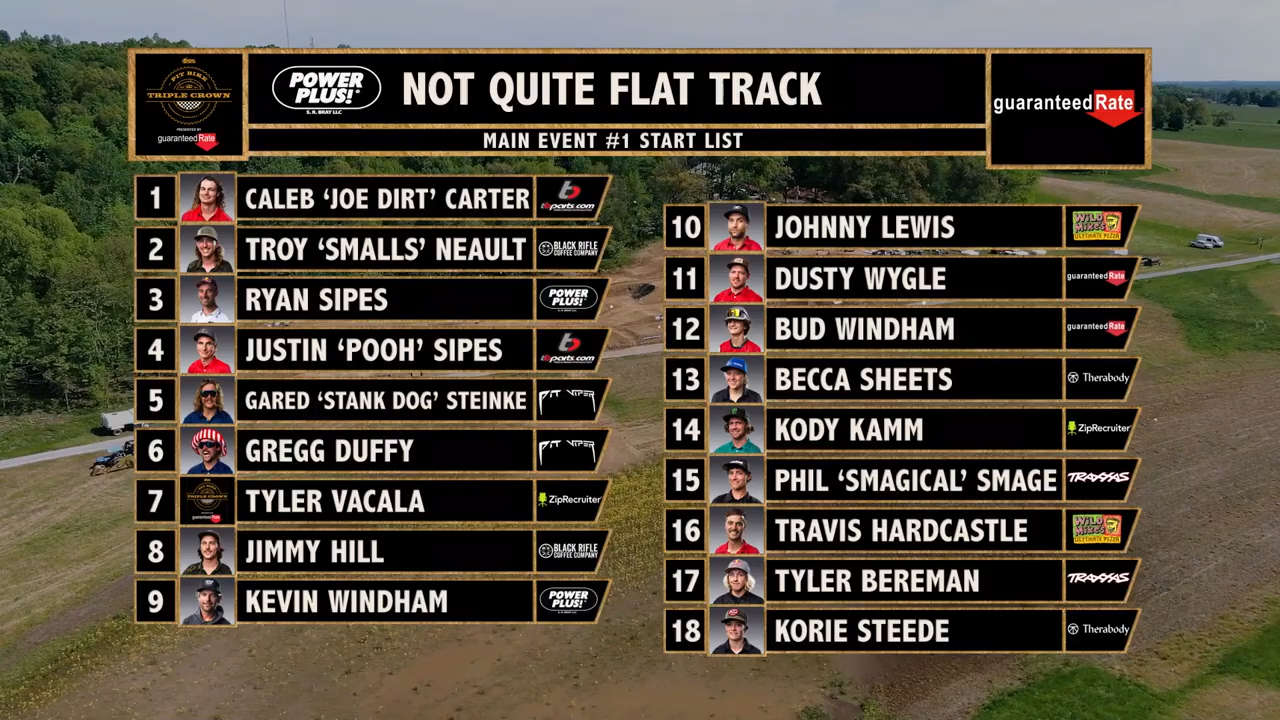 PIT BIKE
TRIPLE CROWN
PRESENTED BY
guaranteed Rate
POWER PLUS!
S. R. BRAY LLC
NOT QUITE FLAT TRACK
MAIN EVENT #1 START LIST
guaranteed Rate
1 CALEB ‘JOE DIRT’ CARTER tbparts.com
2 TROY ‘SMALLS’ NEAULT BLACK RIFLE COFFEE COMPANY
3 RYAN SIPES POWER PLUS!
4 JUSTIN ‘POOH’ SIPES tbparts.com
5 GARED ‘STANK DOG’ STEINKE PIT VIPER
6 GREGG DUFFY PIT VIPER
7 TYLER VACALA ZipRecruiter
8 JIMMY HILL BLACK RIFLE COFFEE COMPANY
9 KEVIN WINDHAM POWER PLUS!
10 JOHNNY LEWIS WILD MIKE'S ULTIMATE PIZZA
11 DUSTY WYGLE guaranteed Rate
12 BUD WINDHAM guaranteed Rate
13 BECCA SHEETS Therabody
14 KODY KAMM ZipRecruiter
15 PHIL ‘SMAGICAL’ SMAGE TRAXXAS
16 TRAVIS HARDCASTLE WILD MIKE'S ULTIMATE PIZZA
17 TYLER BEREMAN TRAXXAS
18 KORIE STEEDE Therabody